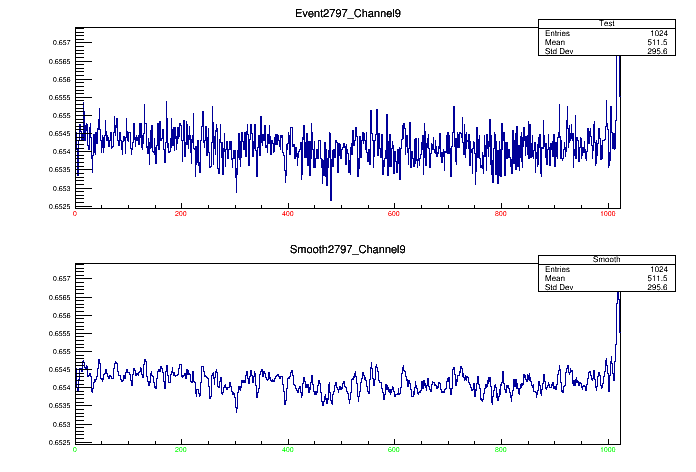 Event2797_Channel9
Test
Entries 1024
Mean 511.5
Std Dev 295.6
0.657
0.6565
0.656
0.6555
0.655
0.6545
0.654
0.6535
0.653
0.6525
0 200 400 600 800 1000
Smooth2797_Channel9
Smooth
Entries 1024
Mean 511.5
Std Dev 295.6
0.657
0.6565
0.656
0.6555
0.655
0.6545
0.654
0.6535
0.653
0.6525
0 200 400 600 800 1000